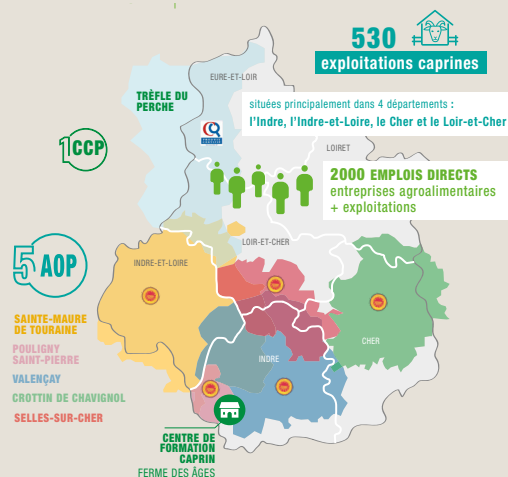 530
exploitations caprines
situées principalement dans 4 départements :
l'Indre, l'Indre-et-Loire, le Cher et le Loir-et-Cher
EURE-ET-LOIR
TRÈFLE DU
PERCHE
1 CCP
LOIRET
2000 EMPLOIS DIRECTS
entreprises agroalimentaires
+ exploitations
LOIR-ET-CHER
INDRE-ET-LOIRE
5 AOP
SAINTE-MAURE
DE TOURAINE
POULIGNY
SAINT-PIERRE
VALENÇAY
CROTTIN DE CHAVIGNOL
SELLES-SUR-CHER
CHER
INDRE
CENTRE DE
FORMATION
CAPRIN
FERME DES ÂGES